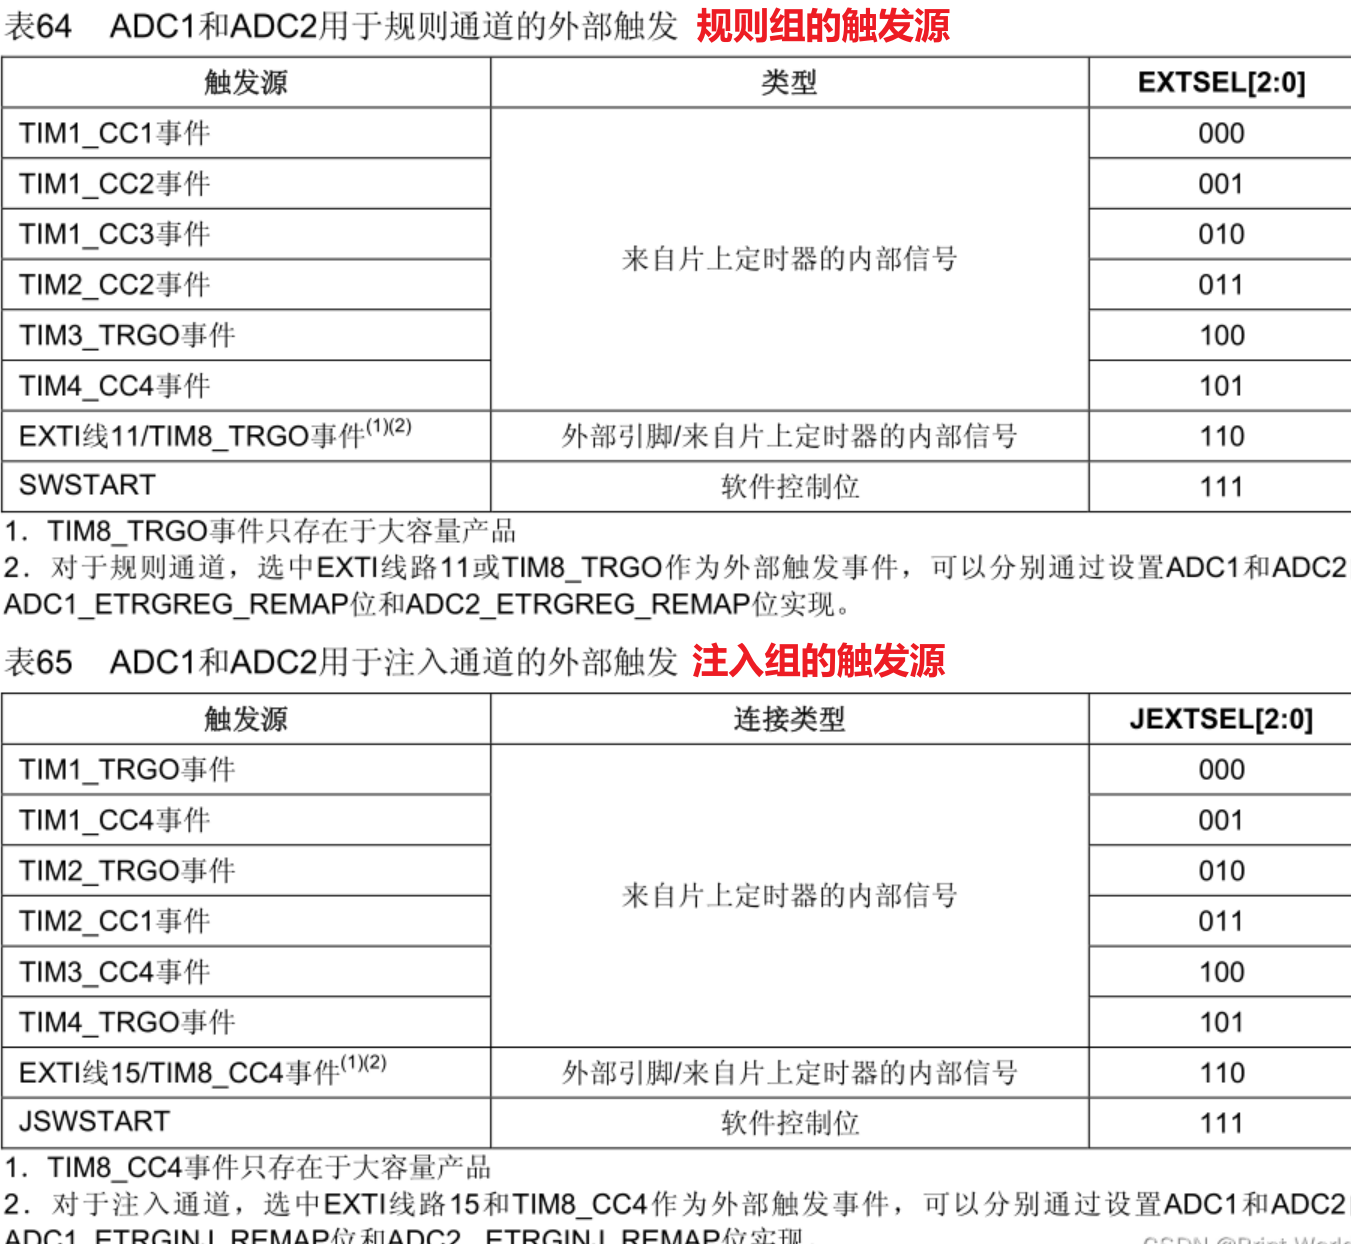 表64 ADC1和ADC2用于规则通道的外部触发 规则组的触发源
触发源 类型 EXTSEL[2:0]
TIM1_CC1事件 000
TIM1_CC2事件 001
TIM1_CC3事件 010
来自片上定时器的内部信号
TIM2_CC2事件 011
TIM3_TRGO事件 100
TIM4_CC4事件 101
EXTI线11/TIM8_TRGO事件(1)(2) 外部引脚/来自片上定时器的内部信号 110
SWSTART 软件控制位 111
1. TIM8_TRGO事件只存在于大容量产品
2. 对于规则通道，选中EXTI线路11或TIM8_TRGO作为外部触发事件，可以分别通过设置ADC1和ADC2
ADC1_ETRGREG_REMAP位和ADC2_ETRGREG_REMAP位实现。
表65 ADC1和ADC2用于注入通道的外部触发 注入组的触发源
触发源 连接类型 JEXTSEL[2:0]
TIM1_TRGO事件 000
TIM1_CC4事件 001
TIM2_TRGO事件 010
来自片上定时器的内部信号
TIM2_CC1事件 011
TIM3_CC4事件 100
TIM4_TRGO事件 101
EXTI线15/TIM8_CC4事件(1)(2) 外部引脚/来自片上定时器的内部信号 110
JSWSTART 软件控制位 111
1. TIM8_CC4事件只存在于大容量产品
2. 对于注入通道，选中EXTI线路15和TIM8_CC4作为外部触发事件，可以分别通过设置ADC1和ADC2
ADC1_ETRGINJ_REMAP位和ADC2_ETRGINJ_REMAP位实现。
CSDN @Print World